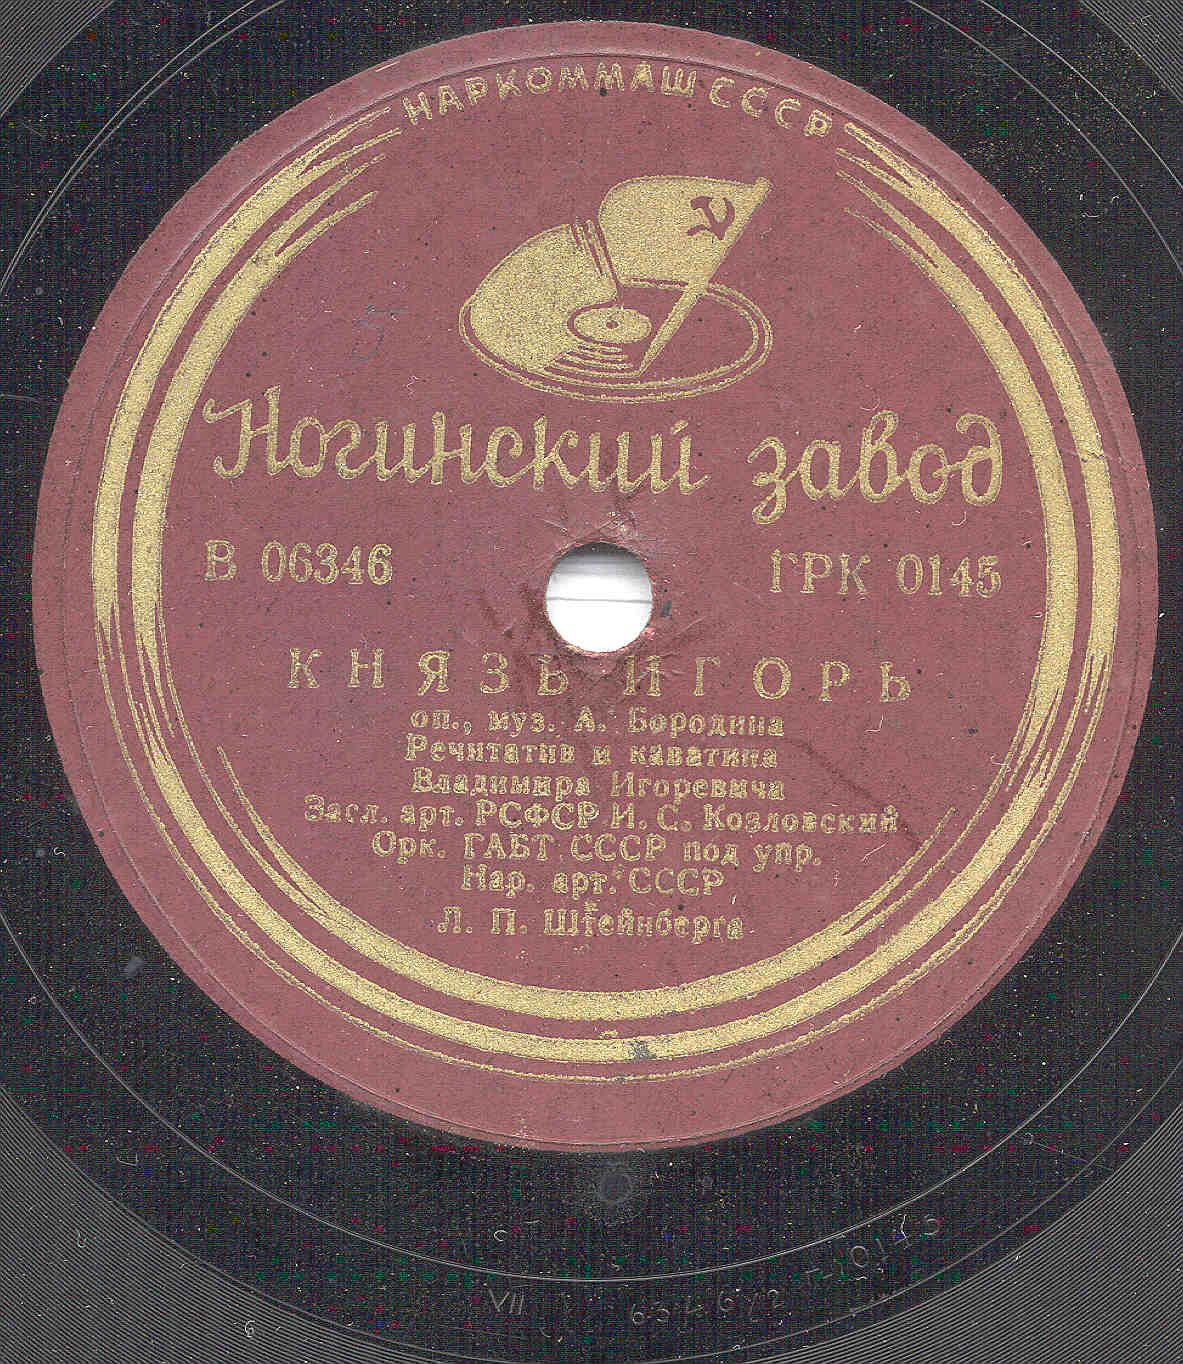 НАРКОММАШ СССР
Ногинский завод
В 06346
ГРК 0145
КНЯЗЬ ИГОРЬ
оп., муз. А. Бородина
Речитатив и каватина
Владимира Игоревича
Засл. арт. РСФСР И. С. Козловский
Орк. ГАБТ СССР под упр.
Нар. арт. СССР
Л. П. Штейнберга
VII